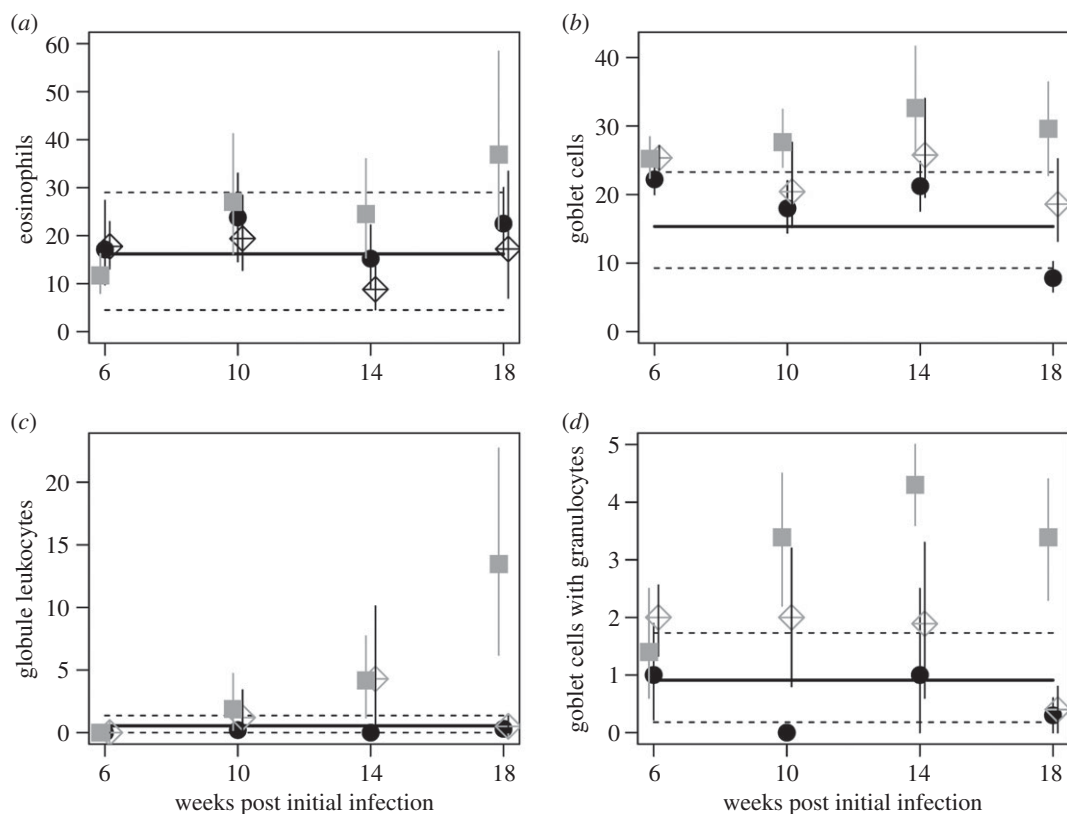 (a)
60
50
40
30
20
10
0
eosinophils
6 10 14 18
(b)
40
30
20
10
0
goblet cells
6 10 14 18
(c)
20
15
10
5
0
globule leukocytes
6 10 14 18
weeks post initial infection
(d)
5
4
3
2
1
0
goblet cells with granulocytes
6 10 14 18
weeks post initial infection